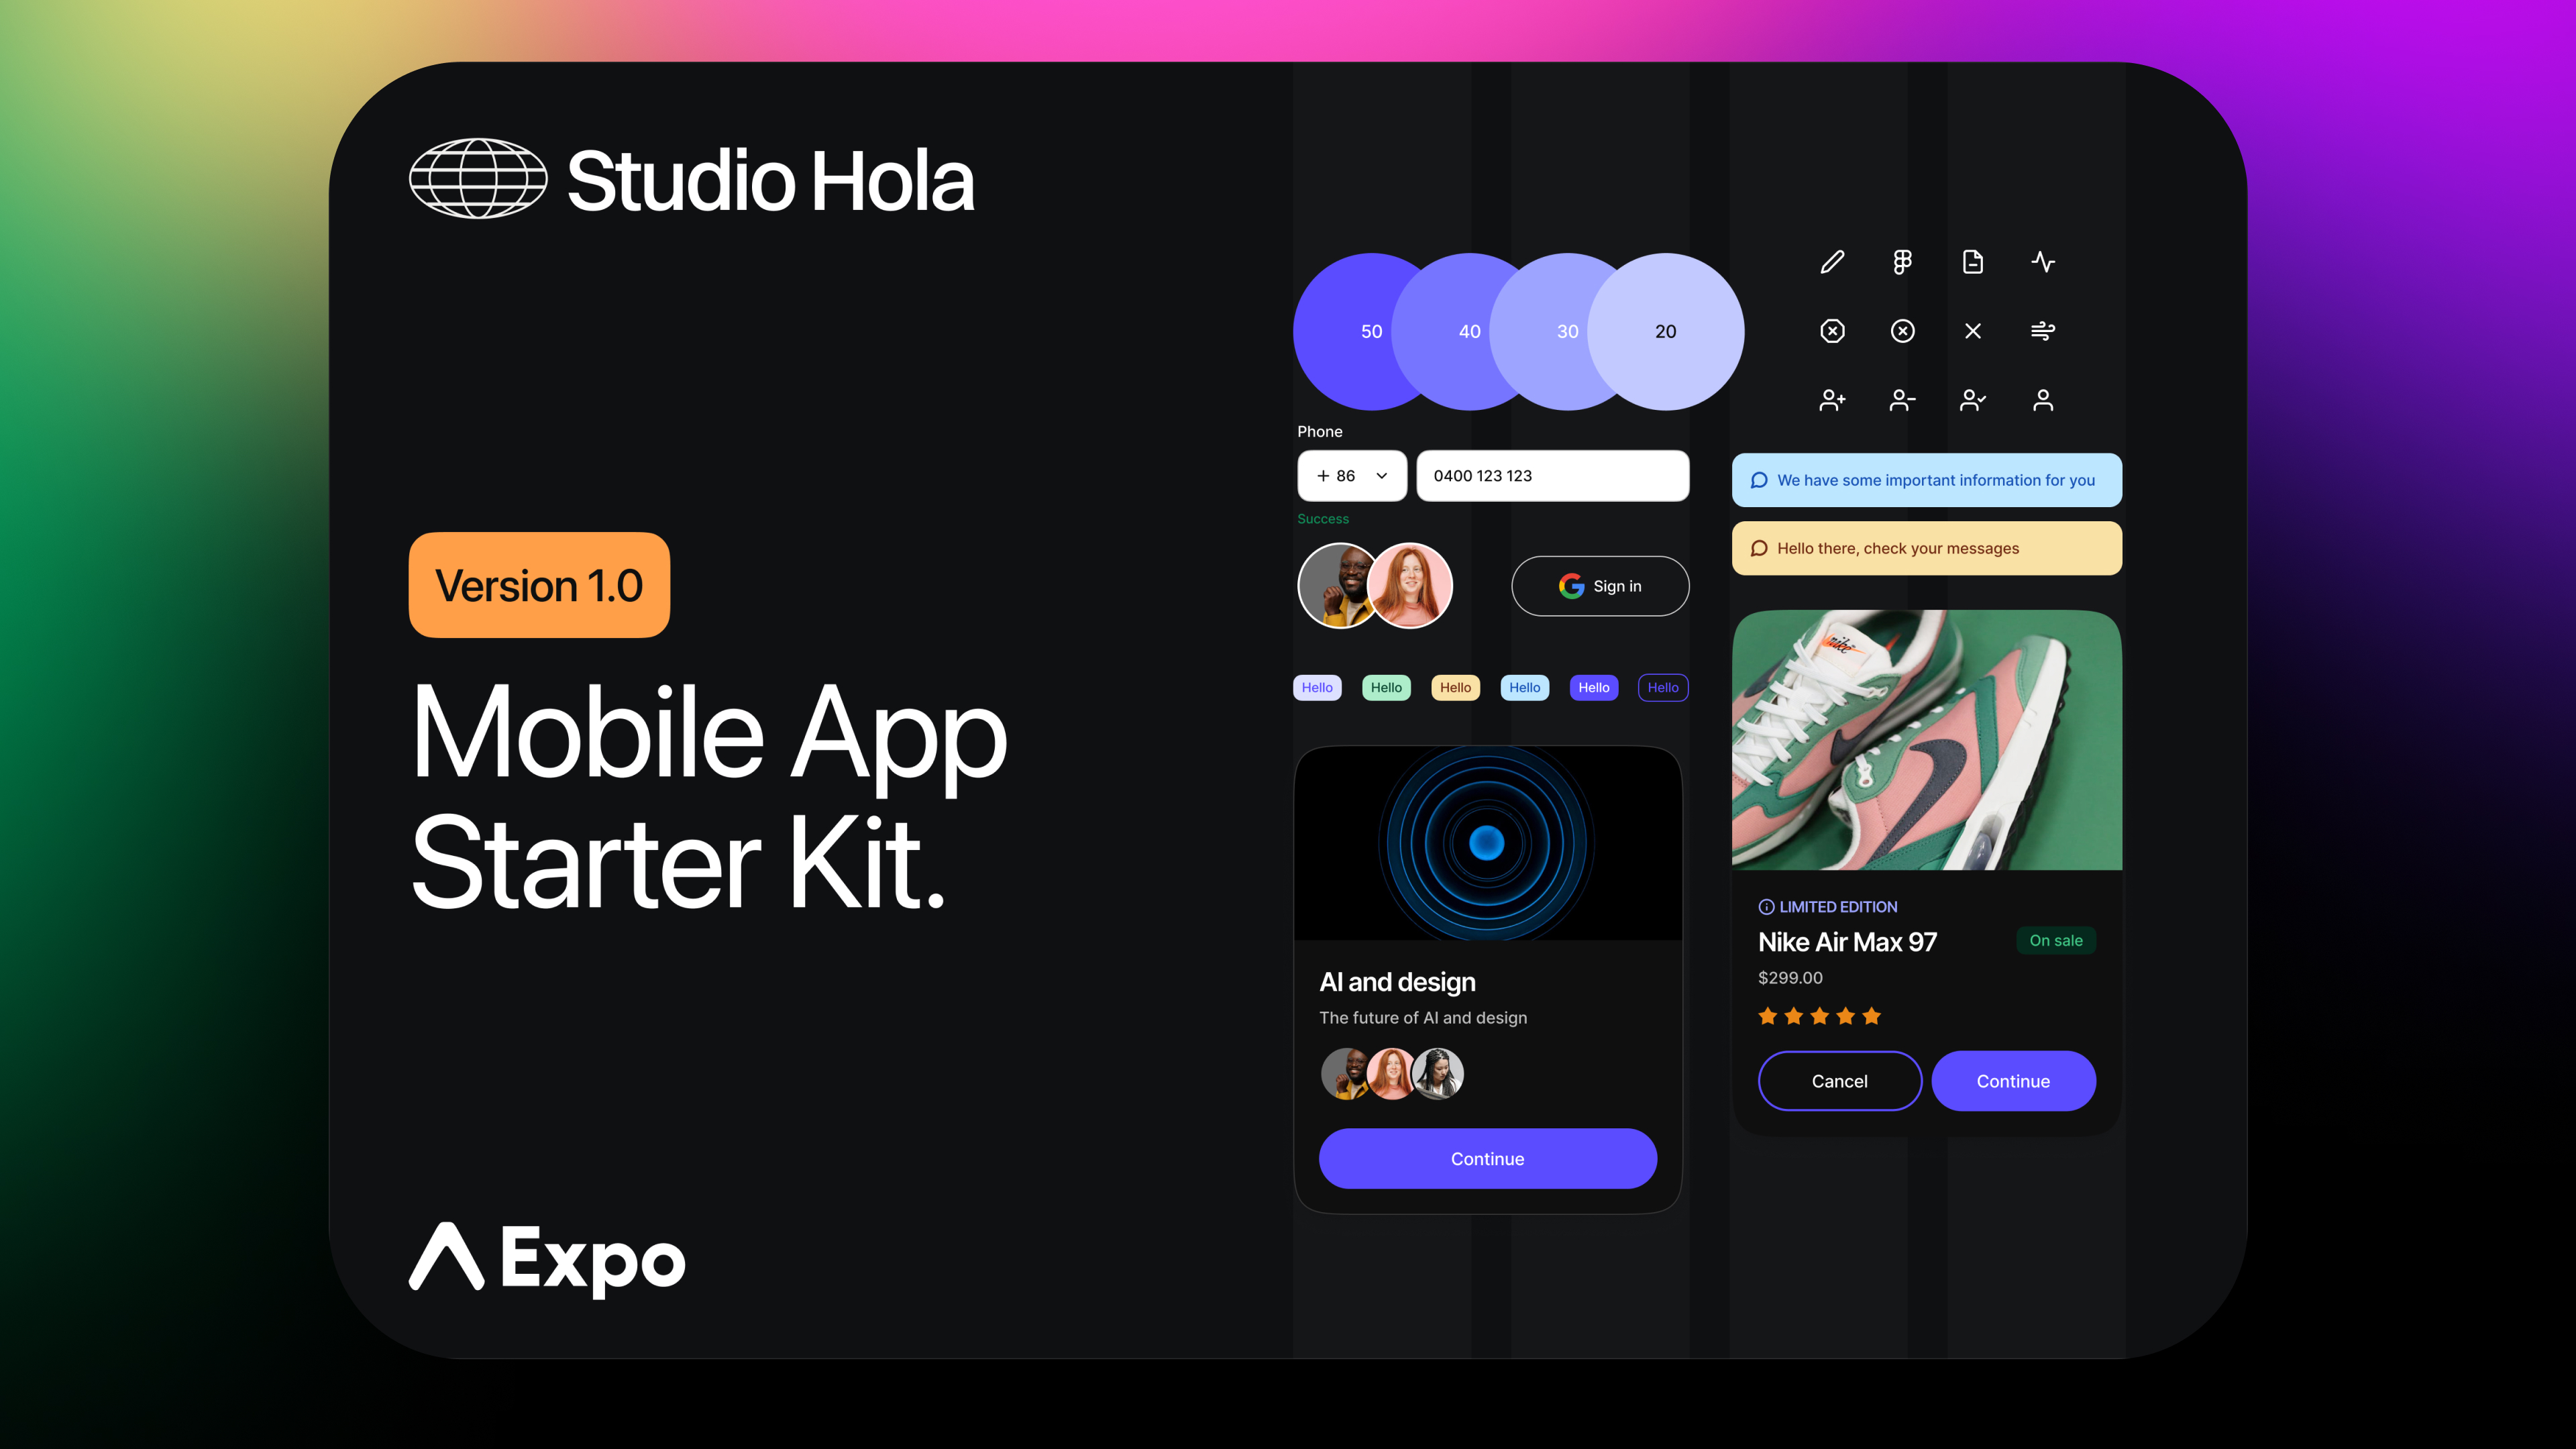 Studio Hola
Version 1.0
Mobile App
Starter Kit.
Expo
50 40 30 20
Phone
+ 86
0400 123 123
Success
Sign in
Hello Hello Hello Hello Hello Hello
AI and design
The future of AI and design
Continue
We have some important information for you
Hello there, check your messages
nike
LIMITED EDITION
Nike Air Max 97
On sale
$299.00
Cancel
Continue